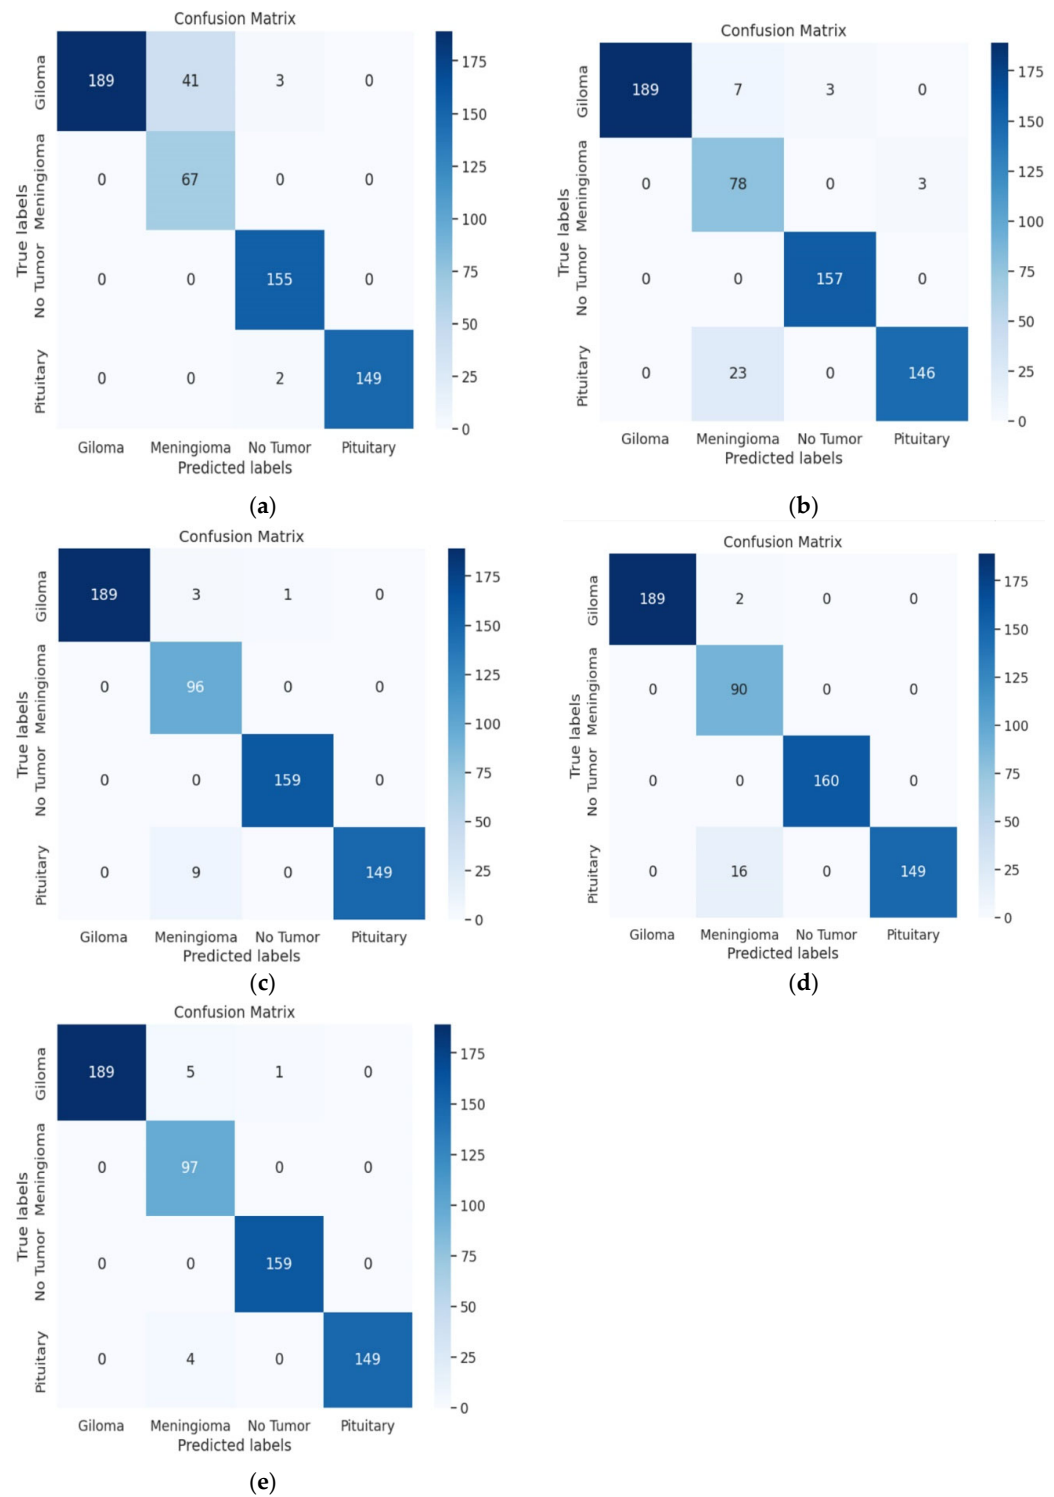 Confusion Matrix
Giloma 189 41 3 0
Meningioma 0 67 0 0
No Tumor 0 0 155 0
Pituitary 0 0 2 149
True labels
Giloma Meningioma No Tumor Pituitary
Predicted labels
175
150
125
100
75
50
25
0
(a)
Confusion Matrix
Giloma 189 7 3 0
Meningioma 0 78 0 3
No Tumor 0 0 157 0
Pituitary 0 23 0 146
True labels
Giloma Meningioma No Tumor Pituitary
Predicted labels
175
150
125
100
75
50
25
0
(b)
Confusion Matrix
Giloma 189 3 1 0
Meningioma 0 96 0 0
No Tumor 0 0 159 0
Pituitary 0 9 0 149
True labels
Giloma Meningioma No Tumor Pituitary
Predicted labels
175
150
125
100
75
50
25
0
(c)
Confusion Matrix
Giloma 189 2 0 0
Meningioma 0 90 0 0
No Tumor 0 0 160 0
Pituitary 0 16 0 149
True labels
Giloma Meningioma No Tumor Pituitary
Predicted labels
175
150
125
100
75
50
25
0
(d)
Confusion Matrix
Giloma 189 5 1 0
Meningioma 0 97 0 0
No Tumor 0 0 159 0
Pituitary 0 4 0 149
True labels
Giloma Meningioma No Tumor Pituitary
Predicted labels
175
150
125
100
75
50
25
0
(e)